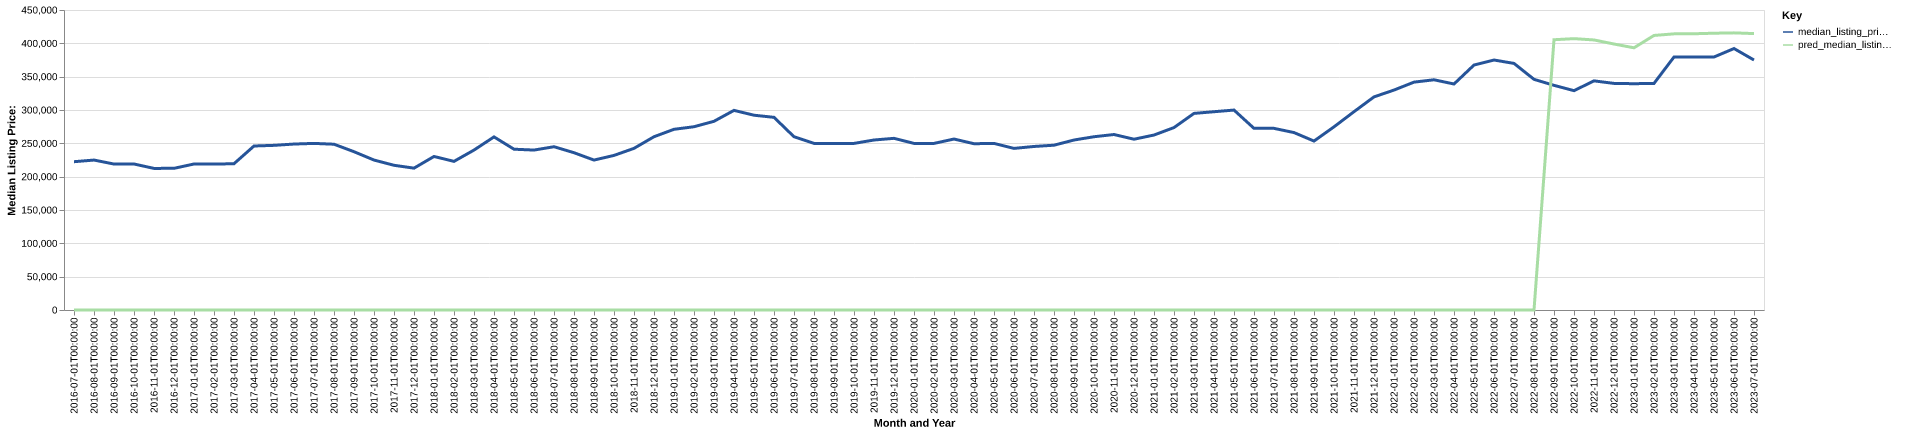 450,000
400,000
350,000
300,000
250,000
200,000
150,000
100,000
50,000
0
Median Listing Price:
2016-07-01T00:00:00
2016-08-01T00:00:00
2016-09-01T00:00:00
2016-10-01T00:00:00
2016-11-01T00:00:00
2016-12-01T00:00:00
2017-01-01T00:00:00
2017-02-01T00:00:00
2017-03-01T00:00:00
2017-04-01T00:00:00
2017-05-01T00:00:00
2017-06-01T00:00:00
2017-07-01T00:00:00
2017-08-01T00:00:00
2017-09-01T00:00:00
2017-10-01T00:00:00
2017-11-01T00:00:00
2017-12-01T00:00:00
2018-01-01T00:00:00
2018-02-01T00:00:00
2018-03-01T00:00:00
2018-04-01T00:00:00
2018-05-01T00:00:00
2018-06-01T00:00:00
2018-07-01T00:00:00
2018-08-01T00:00:00
2018-09-01T00:00:00
2018-10-01T00:00:00
2018-11-01T00:00:00
2018-12-01T00:00:00
2019-01-01T00:00:00
2019-02-01T00:00:00
2019-03-01T00:00:00
2019-04-01T00:00:00
2019-05-01T00:00:00
2019-06-01T00:00:00
2019-07-01T00:00:00
2019-08-01T00:00:00
2019-09-01T00:00:00
2019-10-01T00:00:00
2019-11-01T00:00:00
2019-12-01T00:00:00
2020-01-01T00:00:00
2020-02-01T00:00:00
2020-03-01T00:00:00
2020-04-01T00:00:00
2020-05-01T00:00:00
2020-06-01T00:00:00
2020-07-01T00:00:00
2020-08-01T00:00:00
2020-09-01T00:00:00
2020-10-01T00:00:00
2020-11-01T00:00:00
2020-12-01T00:00:00
2021-01-01T00:00:00
2021-02-01T00:00:00
2021-03-01T00:00:00
2021-04-01T00:00:00
2021-05-01T00:00:00
2021-06-01T00:00:00
2021-07-01T00:00:00
2021-08-01T00:00:00
2021-09-01T00:00:00
2021-10-01T00:00:00
2021-11-01T00:00:00
2021-12-01T00:00:00
2022-01-01T00:00:00
2022-02-01T00:00:00
2022-03-01T00:00:00
2022-04-01T00:00:00
2022-05-01T00:00:00
2022-06-01T00:00:00
2022-07-01T00:00:00
2022-08-01T00:00:00
2022-09-01T00:00:00
2022-10-01T00:00:00
2022-11-01T00:00:00
2022-12-01T00:00:00
2023-01-01T00:00:00
2023-02-01T00:00:00
2023-03-01T00:00:00
2023-04-01T00:00:00
2023-05-01T00:00:00
2023-06-01T00:00:00
2023-07-01T00:00:00
Month and Year
Key
median_listing_pri…
pred_median_listin…